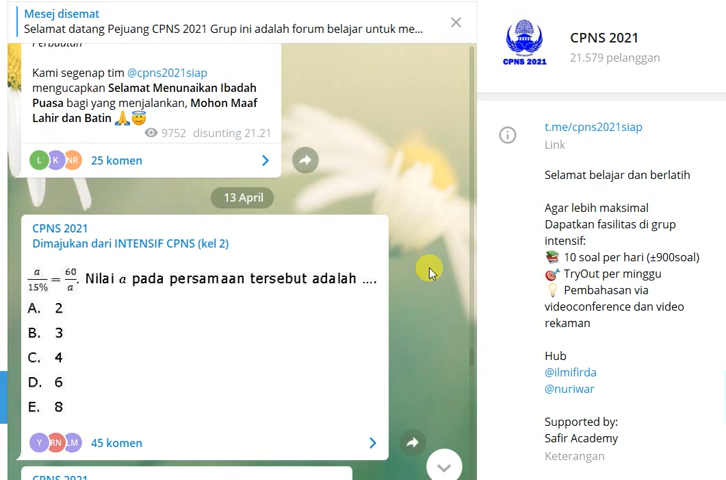 Mesej disemat
Selamat datang Pejuang CPNS 2021 Grup ini adalah forum belajar untuk me...
Perbuatan
Kami segenap tim @cpns2021siap
mengucapkan Selamat Menunaikan Ibadah
Puasa bagi yang menjalankan, Mohon Maaf
Lahir dan Batin 🙏😇
9752 disunting 21.21
L K NR 25 komen
13 April
CPNS 2021
Dimajukan dari INTENSIF CPNS (kel 2)
a/15% = 60/a. Nilai a pada persamaan tersebut adalah ....
A. 2
B. 3
C. 4
D. 6
E. 8
Y RN LM 45 komen
CPNS 2021
CPNS 2021
CPNS 2021
21.579 pelanggan
t.me/cpns2021siap
Link
Selamat belajar dan berlatih
Agar lebih maksimal
Dapatkan fasilitas di grup
intensif:
📚 10 soal per hari (±900soal)
🎯 TryOut per minggu
💡 Pembahasan via
videoconference dan video
rekaman
Hub
@ilmifirda
@nuriwar
Supported by:
Safir Academy
Keterangan